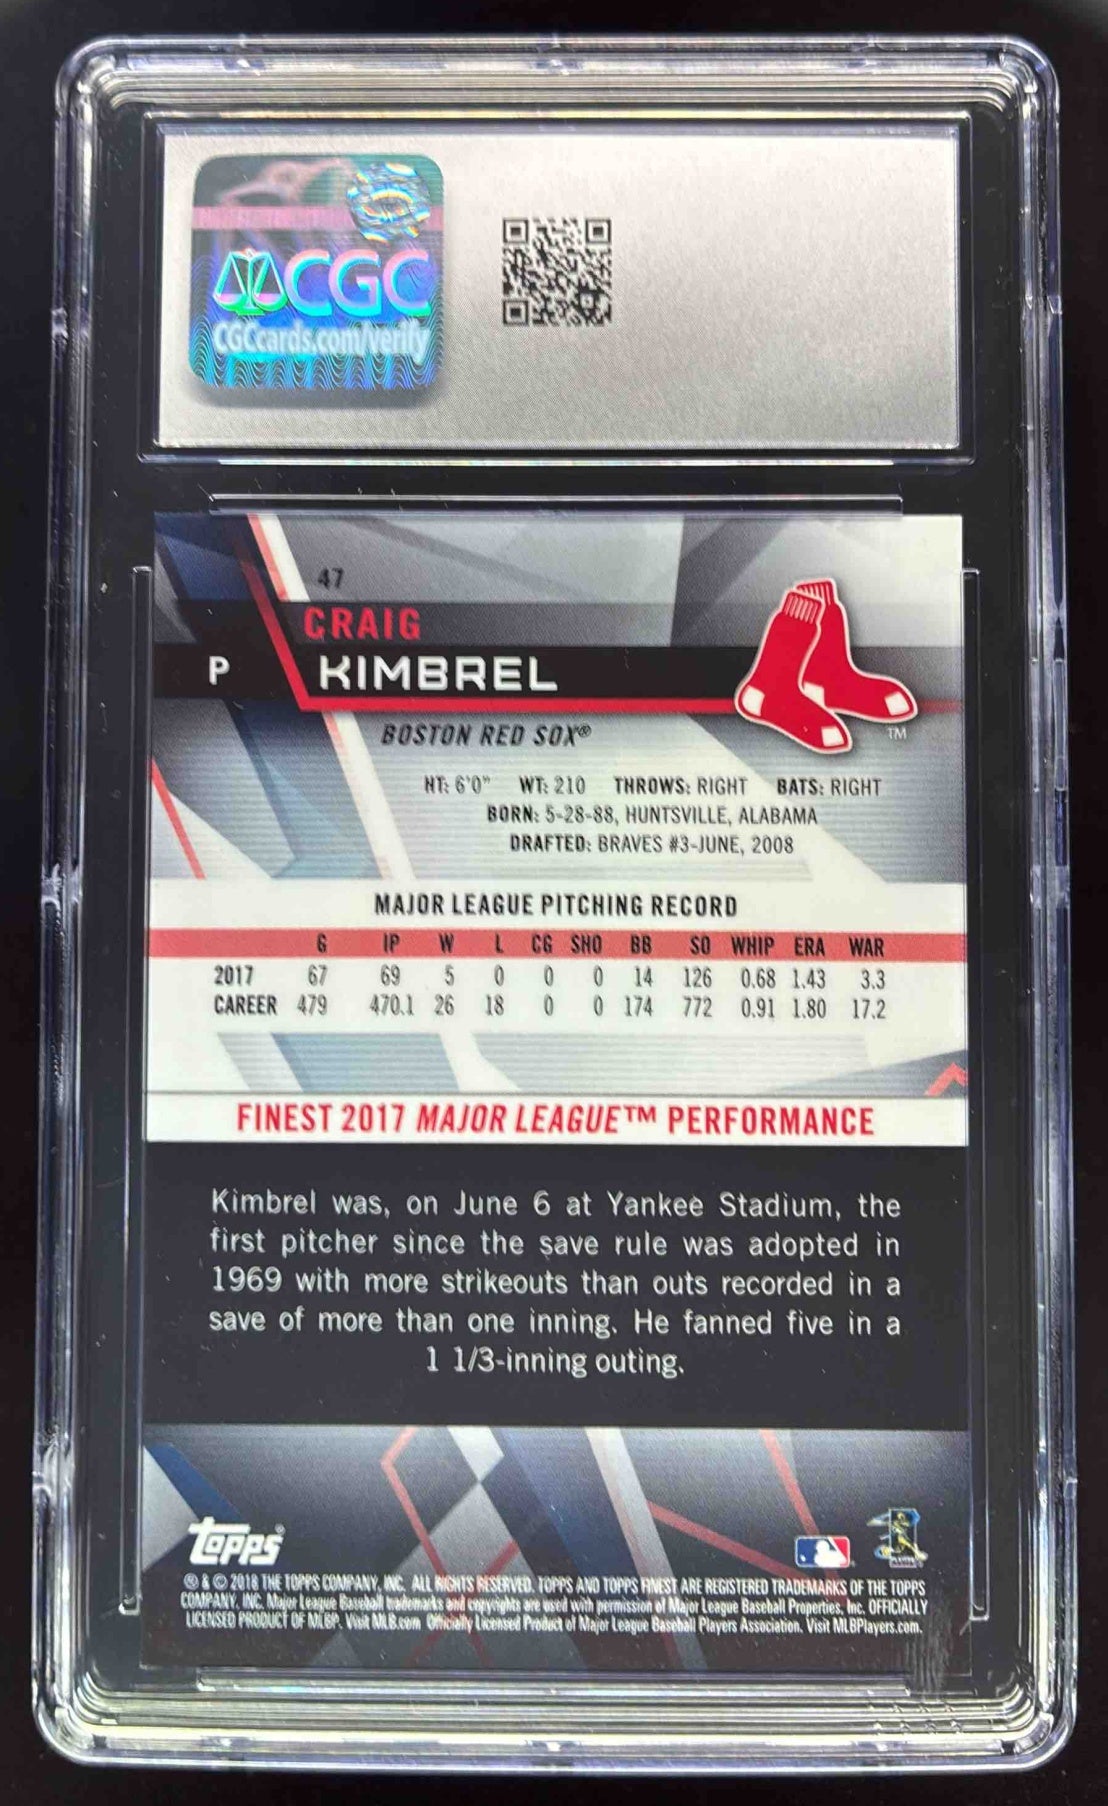 CGC
CGCcards.com/verify
47
CRAIG
P KIMBREL
BOSTON RED SOX®
TM
HT: 6'0" WT: 210 THROWS: RIGHT BATS: RIGHT
BORN: 5-28-88, HUNTSVILLE, ALABAMA
DRAFTED: BRAVES #3-JUNE, 2008
MAJOR LEAGUE PITCHING RECORD
G IP W L CG SHO BB SO WHIP ERA WAR
2017 67 69 5 0 0 0 14 126 0.68 1.43 3.3
CAREER 479 470.1 26 18 0 0 174 772 0.91 1.80 17.2
FINEST 2017 MAJOR LEAGUE™ PERFORMANCE
Kimbrel was, on June 6 at Yankee Stadium, the
first pitcher since the save rule was adopted in
1969 with more strikeouts than outs recorded in a
save of more than one inning. He fanned five in a
1 1/3-inning outing.
topps®
® & © 2018 THE TOPPS COMPANY, INC. ALL RIGHTS RESERVED. TOPPS AND TOPPS FINEST ARE REGISTERED TRADEMARKS OF THE TOPPS
COMPANY, INC. Major League Baseball trademarks and copyrights are used with permission of Major League Baseball Properties, Inc. OFFICIALLY
LICENSED PRODUCT OF MLBP. Visit MLB.com Officially Licensed Product of Major League Baseball Players Association. Visit MLBPlayers.com.